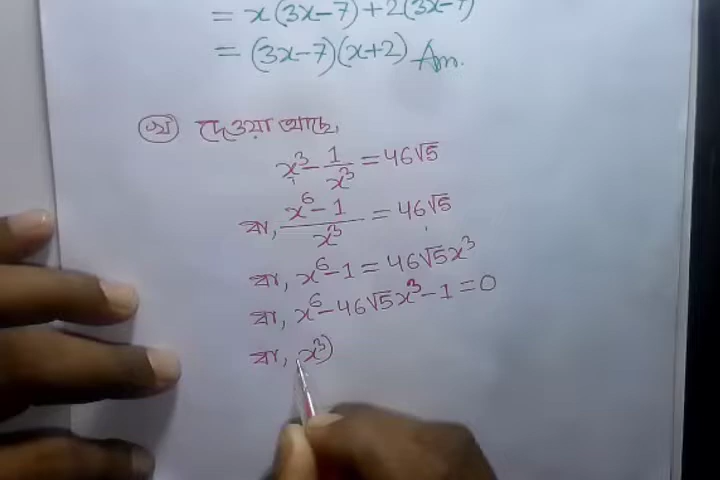 = x(3x-7)+2(3x-7)
= (3x-7)(x+2) Am.
খ দেওয়া আছে,
x³ - 1/x³ = 46√5
বা, (x⁶ - 1)/x³ = 46√5
বা, x⁶ - 1 = 46√5x³
বা, x⁶ - 46√5x³ - 1 = 0
বা, x³)